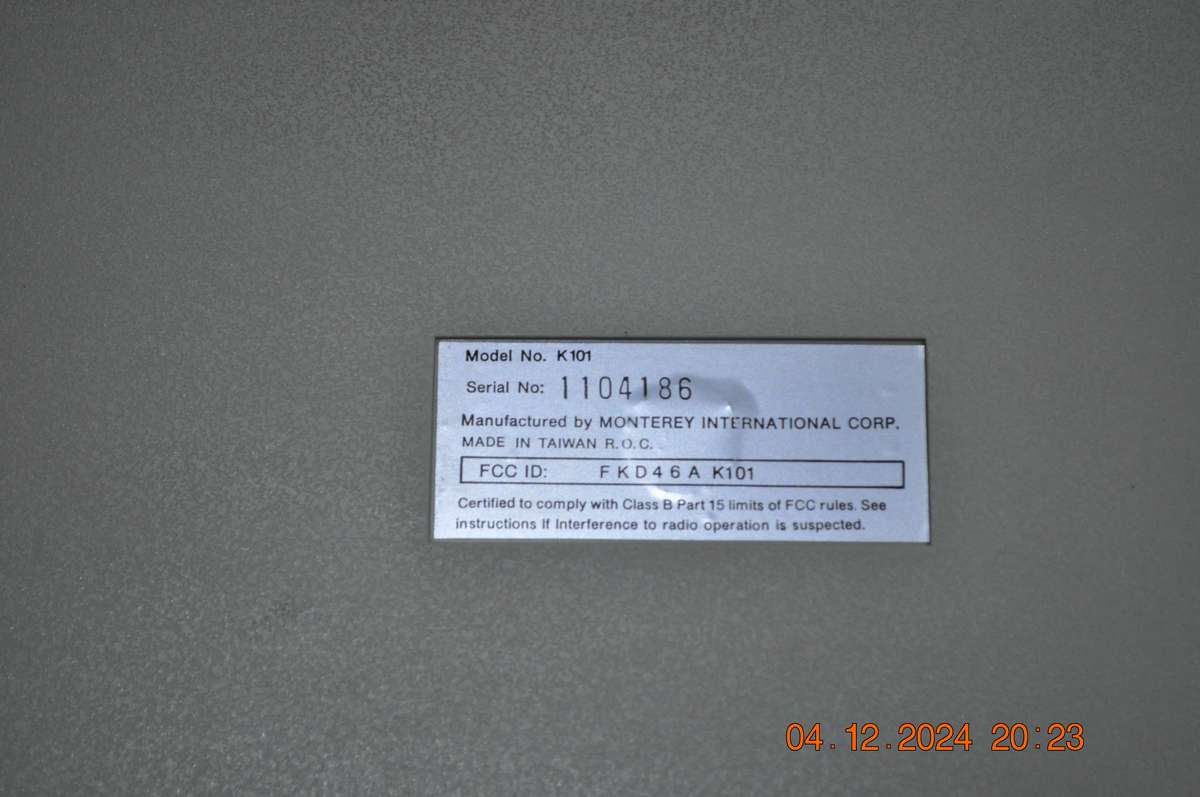 Model No. K101
Serial No: 1104186
Manufactured by MONTEREY INTERNATIONAL CORP.
MADE IN TAIWAN R.O.C.
FCC ID: FKD46A K101
Certified to comply with Class B Part 15 limits of FCC rules. See
instructions If Interference to radio operation is suspected.
04.12.2024 20:23